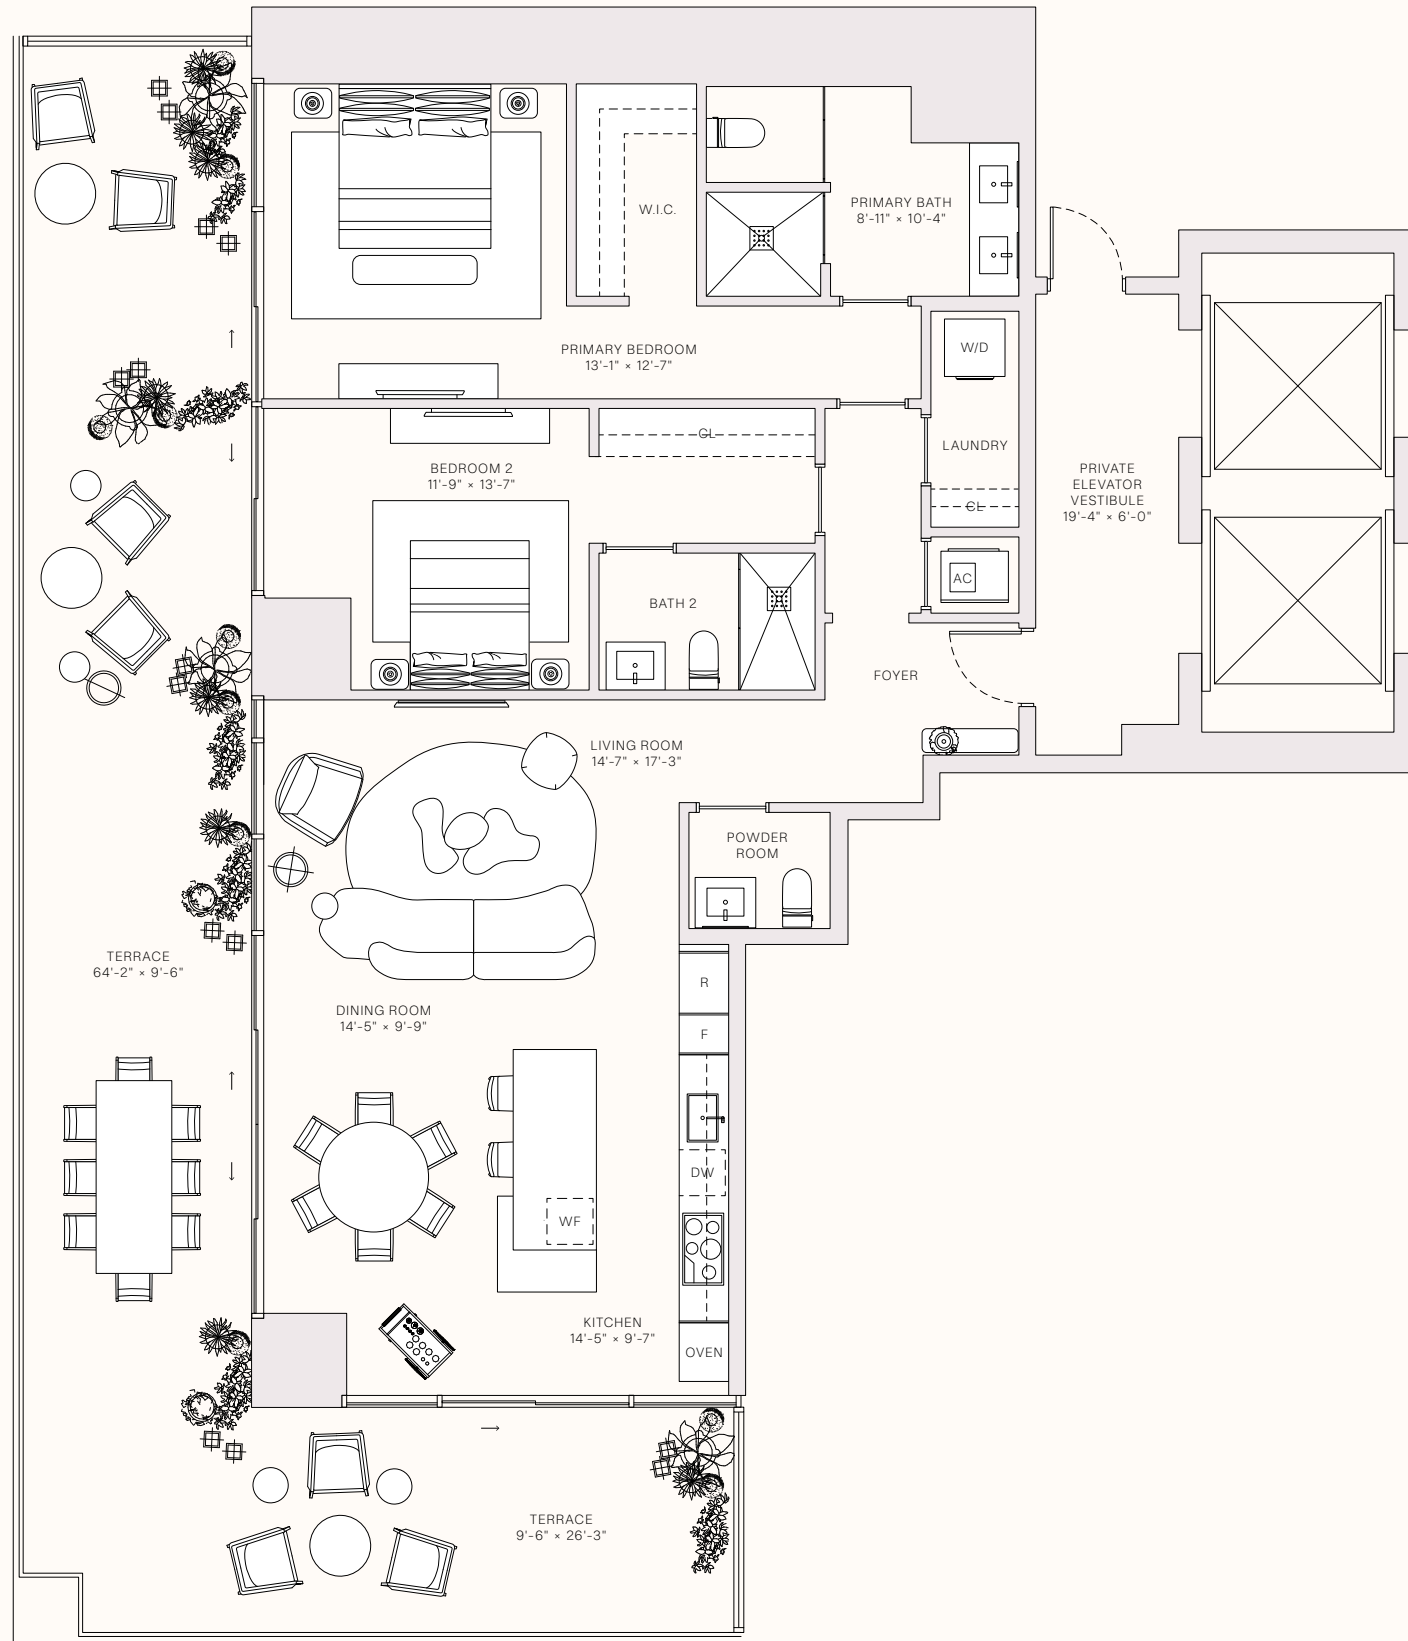 W.I.C.
PRIMARY BATH
8'-11" × 10'-4"
PRIMARY BEDROOM
13'-1" × 12'-7"
W/D
CL
LAUNDRY
BEDROOM 2
11'-9" × 13'-7"
PRIVATE
ELEVATOR
VESTIBULE
19'-4" × 6'-0"
CL
AC
BATH 2
FOYER
LIVING ROOM
14'-7" × 17'-3"
POWDER
ROOM
TERRACE
64'-2" × 9'-6"
R
DINING ROOM
14'-5" × 9'-9"
F
DW
WF
KITCHEN
14'-5" × 9'-7"
OVEN
TERRACE
9'-6" × 26'-3"